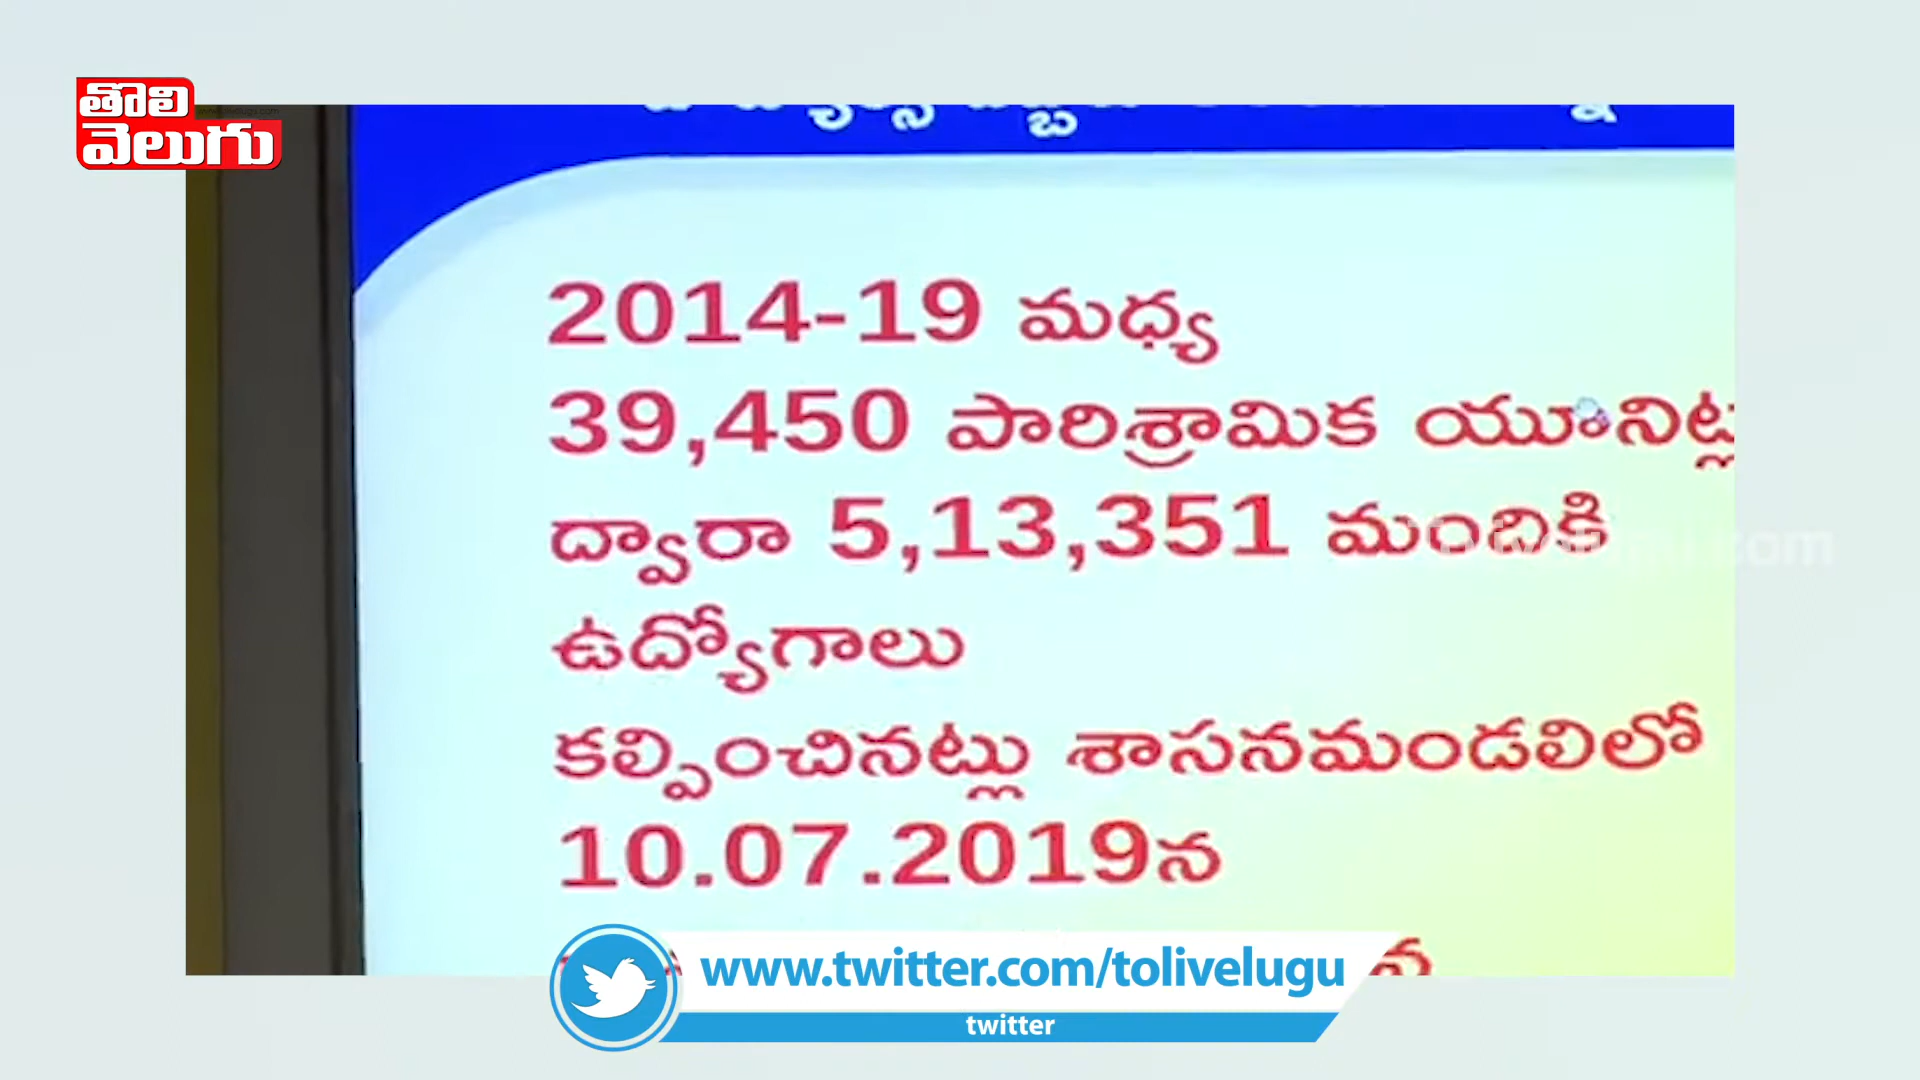 తొలి
వెలుగు
2014-19 మధ్య
39,450 పారిశ్రామిక యూనిట్ల
ద్వారా 5,13,351 మందికి
ఉద్యోగాలు
కల్పించినట్లు శాసనమండలిలో
10.07.2019న
www.twitter.com/tolivelugu
twitter